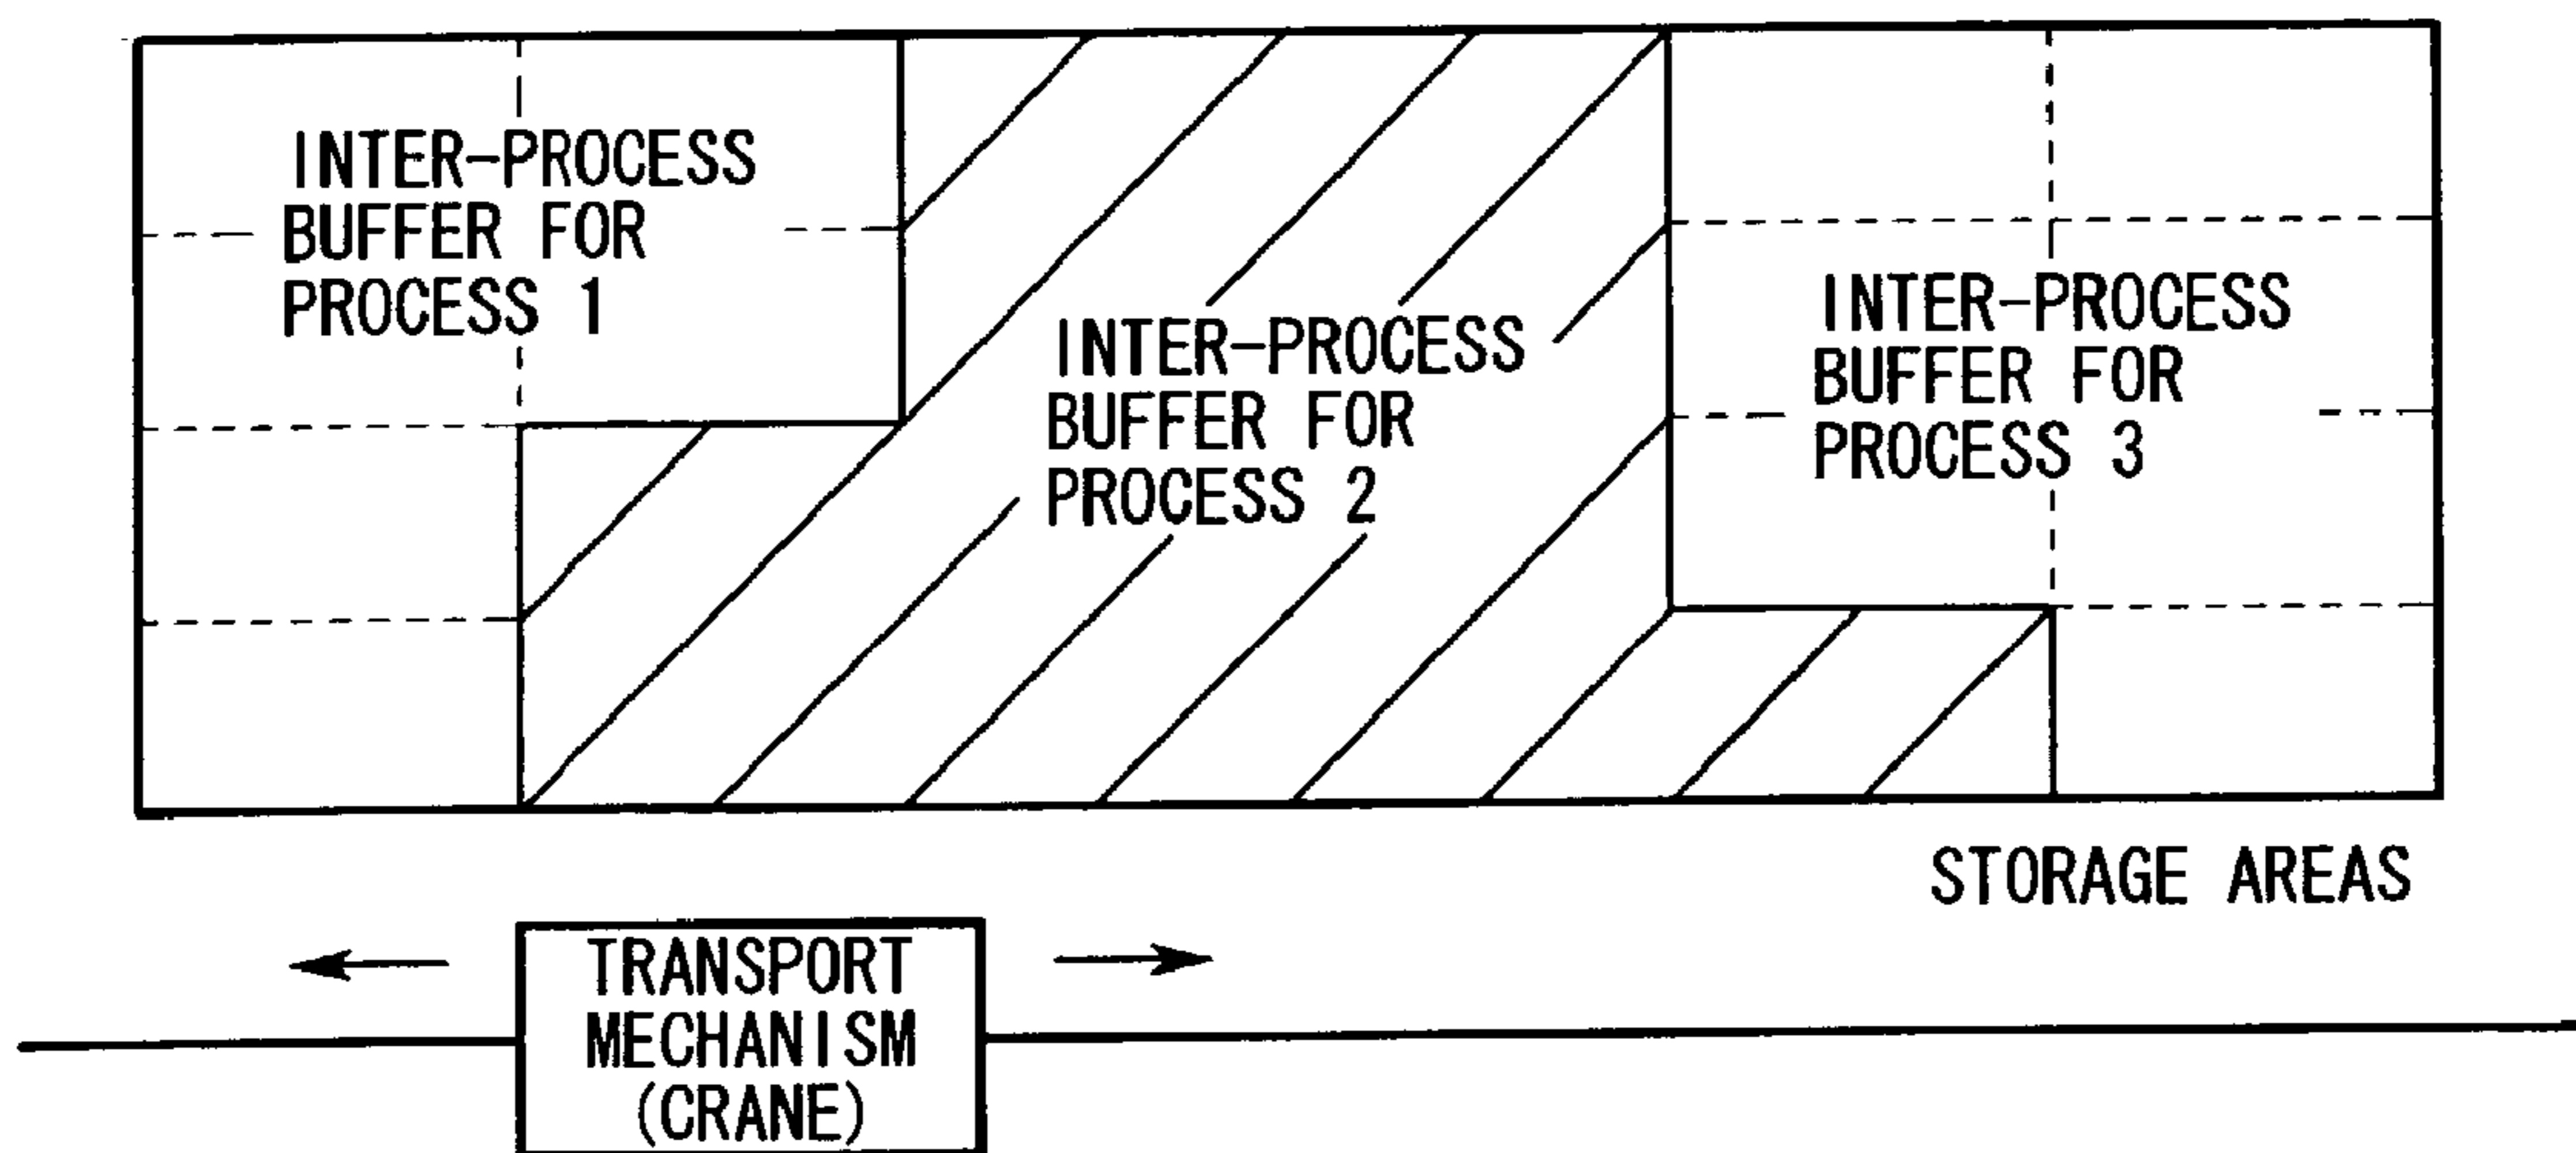 INTER-PROCESS
BUFFER FOR
PROCESS 1
INTER-PROCESS
BUFFER FOR
PROCESS 2
INTER-PROCESS
BUFFER FOR
PROCESS 3
STORAGE AREAS
TRANSPORT
MECHANISM
(CRANE)